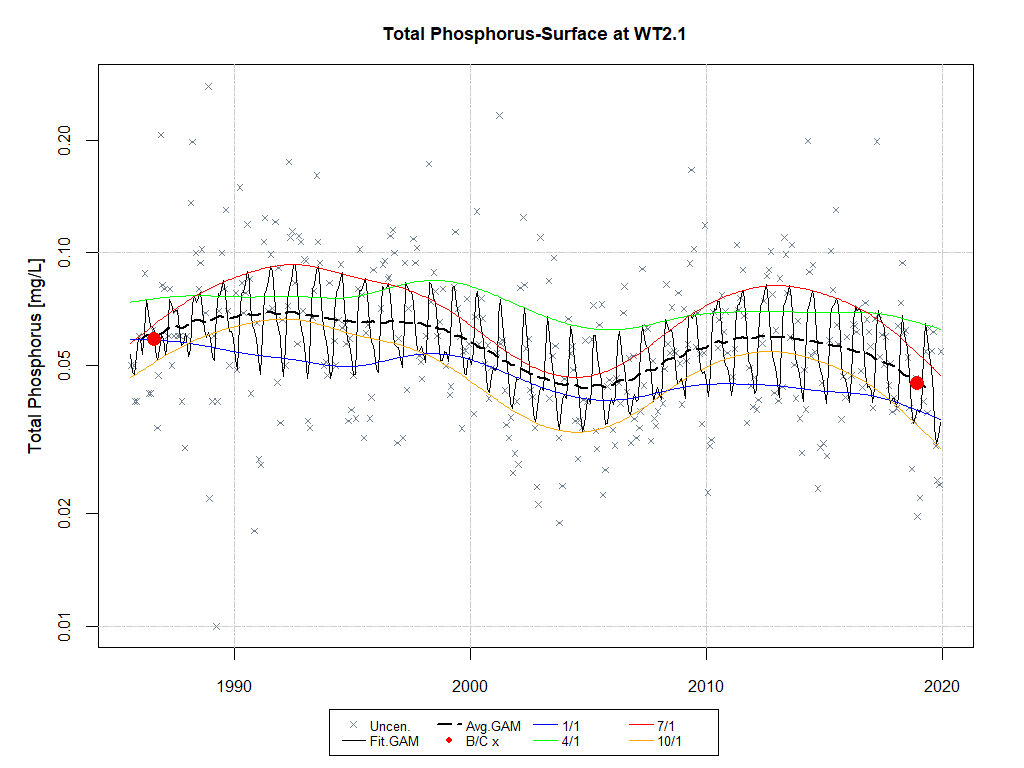 Total Phosphorus-Surface at WT2.1
Total Phosphorus [mg/L]
0.20
0.10
0.05
0.02
0.01
1990 2000 2010 2020
Uncen. Avg.GAM 1/1 7/1
Fit.GAM B/C x 4/1 10/1